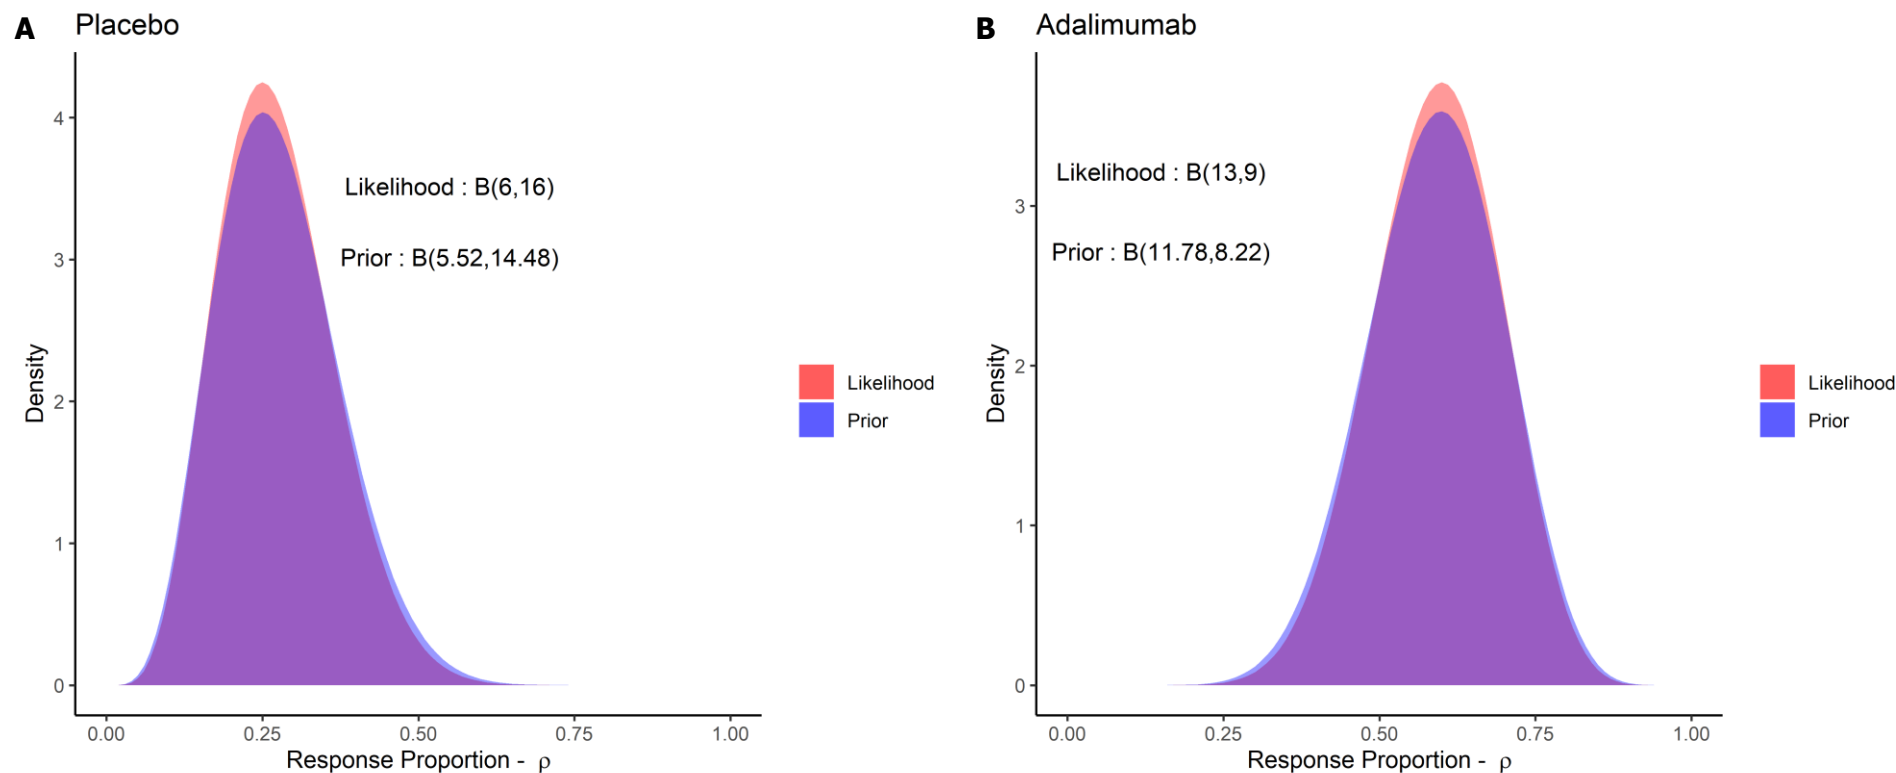 A
Placebo
4
3
2
1
0
Density
Likelihood : B(6,16)
Prior : B(5.52,14.48)
0.00
0.25
0.50
0.75
1.00
Response Proportion - ρ
Likelihood
Prior
B
Adalimumab
3
2
1
0
Density
Likelihood : B(13,9)
Prior : B(11.78,8.22)
0.00
0.25
0.50
0.75
1.00
Response Proportion - ρ
Likelihood
Prior